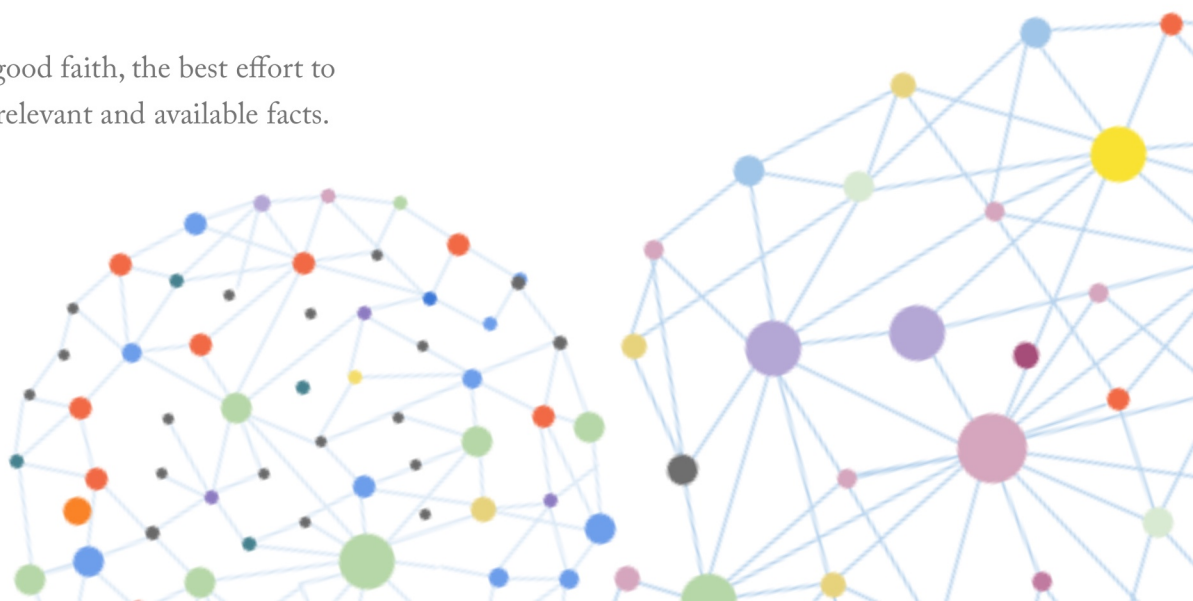 good faith, the best effort to
relevant and available facts.